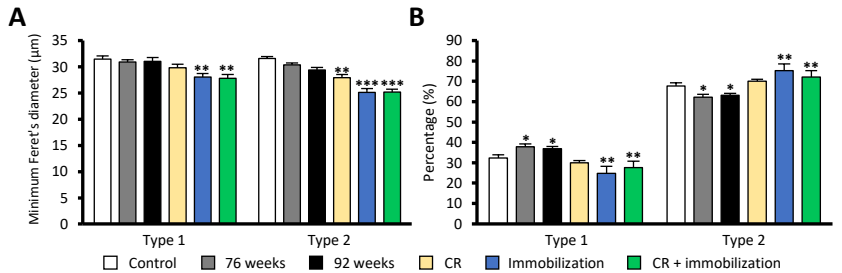 A
B
Minimum Feret's diameter (μm)
35
30
25
20
15
10
5
0
** **
** *** ***
Type 1
Type 2
Percentage (%)
90
80
70
60
50
40
30
20
10
0
* * ** **
* * ** **
Type 1
Type 2
Control 76 weeks 92 weeks CR Immobilization CR + immobilization